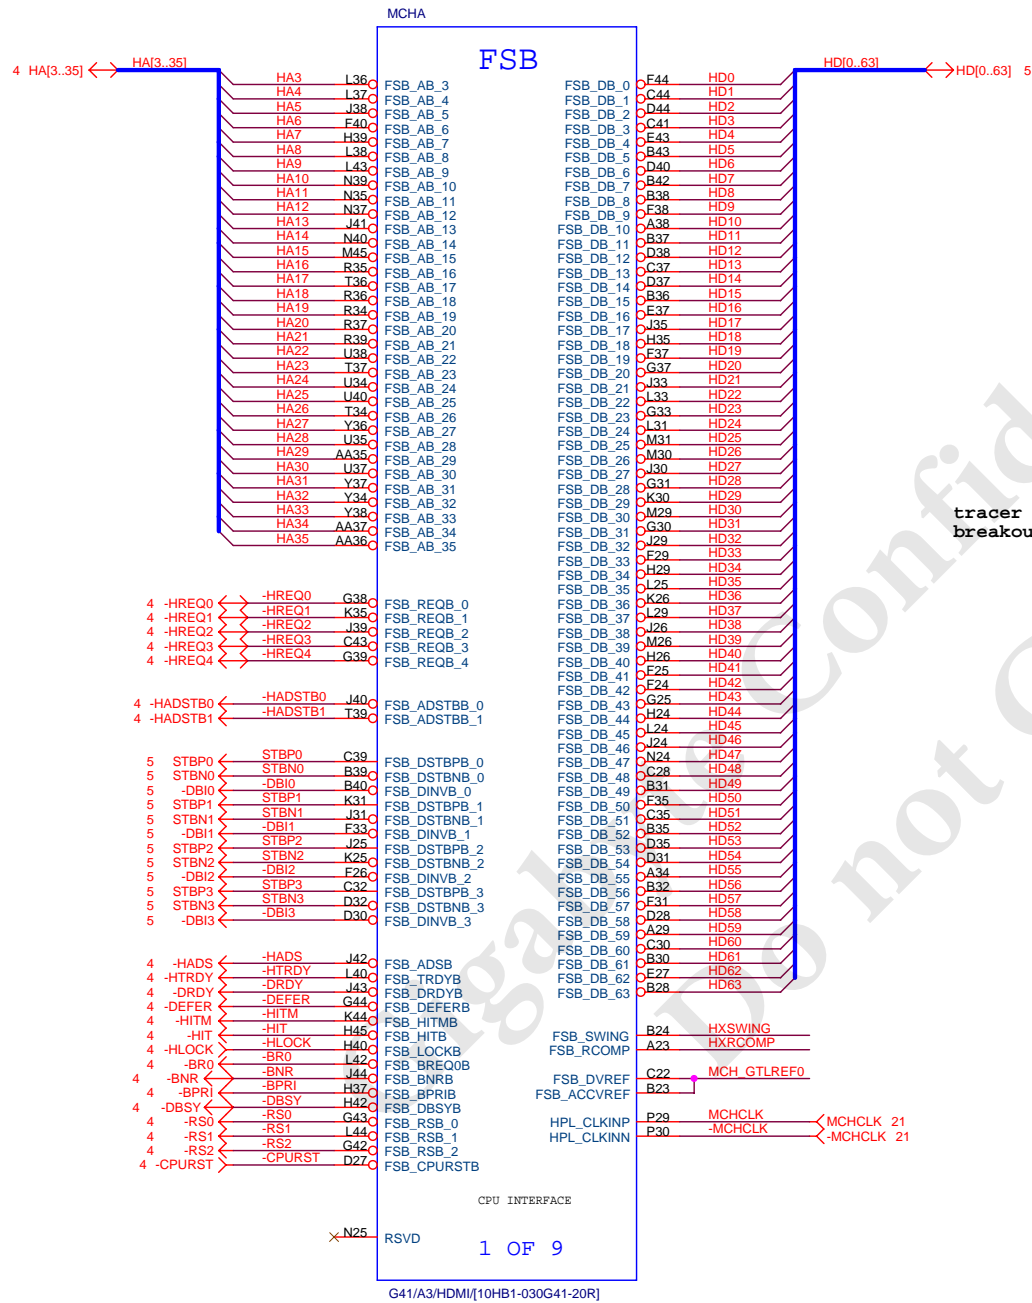 MCHA
FSB
4 HA[3..35] HA[3..35] HD[0..63] HD[0..63] 5
HA3 L36 FSB_AB_3 FSB_DB_0 F44 HD0
HA4 L37 FSB_AB_4 FSB_DB_1 C44 HD1
HA5 J38 FSB_AB_5 FSB_DB_2 D44 HD2
HA6 F40 FSB_AB_6 FSB_DB_3 C41 HD3
HA7 H39 FSB_AB_7 FSB_DB_4 E43 HD4
HA8 L38 FSB_AB_8 FSB_DB_5 B43 HD5
HA9 L43 FSB_AB_9 FSB_DB_6 D40 HD6
HA10 N39 FSB_AB_10 FSB_DB_7 B42 HD7
HA11 N35 FSB_AB_11 FSB_DB_8 B38 HD8
HA12 N37 FSB_AB_12 FSB_DB_9 F38 HD9
HA13 J41 FSB_AB_13 FSB_DB_10 A38 HD10
HA14 N40 FSB_AB_14 FSB_DB_11 B37 HD11
HA15 M45 FSB_AB_15 FSB_DB_12 D38 HD12
HA16 R35 FSB_AB_16 FSB_DB_13 C37 HD13
HA17 T36 FSB_AB_17 FSB_DB_14 D37 HD14
HA18 R36 FSB_AB_18 FSB_DB_15 B36 HD15
HA19 R34 FSB_AB_19 FSB_DB_16 E37 HD16
HA20 R37 FSB_AB_20 FSB_DB_17 J35 HD17
HA21 R39 FSB_AB_21 FSB_DB_18 H35 HD18
HA22 U38 FSB_AB_22 FSB_DB_19 F37 HD19
HA23 T37 FSB_AB_23 FSB_DB_20 G37 HD20
HA24 U34 FSB_AB_24 FSB_DB_21 J33 HD21
HA25 U40 FSB_AB_25 FSB_DB_22 L33 HD22
HA26 T34 FSB_AB_26 FSB_DB_23 G33 HD23
HA27 Y36 FSB_AB_27 FSB_DB_24 L31 HD24
HA28 U35 FSB_AB_28 FSB_DB_25 M31 HD25
HA29 AA35 FSB_AB_29 FSB_DB_26 M30 HD26
HA30 U37 FSB_AB_30 FSB_DB_27 J30 HD27
HA31 Y37 FSB_AB_31 FSB_DB_28 G31 HD28
HA32 Y34 FSB_AB_32 FSB_DB_29 K30 HD29
HA33 Y38 FSB_AB_33 FSB_DB_30 M29 HD30
HA34 AA37 FSB_AB_34 FSB_DB_31 G30 HD31
HA35 AA36 FSB_AB_35 FSB_DB_32 J29 HD32
tracer
breakou
FSB_DB_33 F29 HD33
FSB_DB_34 H29 HD34
FSB_DB_35 L25 HD35
4 -HREQ0 -HREQ0 G38 FSB_REQB_0 FSB_DB_36 K26 HD36
4 -HREQ1 -HREQ1 K35 FSB_REQB_1 FSB_DB_37 L29 HD37
4 -HREQ2 -HREQ2 J39 FSB_REQB_2 FSB_DB_38 J26 HD38
4 -HREQ3 -HREQ3 C43 FSB_REQB_3 FSB_DB_39 M26 HD39
4 -HREQ4 -HREQ4 G39 FSB_REQB_4 FSB_DB_40 H26 HD40
FSB_DB_41 F25 HD41
FSB_DB_42 F24 HD42
4 -HADSTB0 -HADSTB0 J40 FSB_ADSTBB_0 FSB_DB_43 G25 HD43
4 -HADSTB1 -HADSTB1 T39 FSB_ADSTBB_1 FSB_DB_44 H24 HD44
FSB_DB_45 L24 HD45
FSB_DB_46 J24 HD46
5 STBP0 STBP0 C39 FSB_DSTBPB_0 FSB_DB_47 N24 HD47
5 STBN0 STBN0 B39 FSB_DSTBNB_0 FSB_DB_48 C28 HD48
5 -DBI0 -DBI0 B40 FSB_DINVB_0 FSB_DB_49 B31 HD49
5 STBP1 STBP1 K31 FSB_DSTBPB_1 FSB_DB_50 F35 HD50
5 STBN1 STBN1 J31 FSB_DSTBNB_1 FSB_DB_51 C35 HD51
5 -DBI1 -DBI1 F33 FSB_DINVB_1 FSB_DB_52 B35 HD52
5 STBP2 STBP2 J25 FSB_DSTBPB_2 FSB_DB_53 D35 HD53
5 STBN2 STBN2 K25 FSB_DSTBNB_2 FSB_DB_54 D31 HD54
5 -DBI2 -DBI2 F26 FSB_DINVB_2 FSB_DB_55 A34 HD55
5 STBP3 STBP3 C32 FSB_DSTBPB_3 FSB_DB_56 B32 HD56
5 STBN3 STBN3 D32 FSB_DSTBNB_3 FSB_DB_57 F31 HD57
5 -DBI3 -DBI3 D30 FSB_DINVB_3 FSB_DB_58 D28 HD58
FSB_DB_59 A29 HD59
FSB_DB_60 C30 HD60
4 -HADS -HADS J42 FSB_ADSB FSB_DB_61 B30 HD61
4 -HTRDY -HTRDY L40 FSB_TRDYB FSB_DB_62 E27 HD62
4 -DRDY -DRDY J43 FSB_DRDYB FSB_DB_63 B28 HD63
4 -DEFER -DEFER G44 FSB_DEFERB
4 -HITM -HITM K44 FSB_HITMB
4 -HIT -HIT H45 FSB_HITB FSB_SWING B24 HXSWING
4 -HLOCK -HLOCK H40 FSB_LOCKB FSB_RCOMP A23 HXRCOMP
4 -BR0 -BR0 L42 FSB_BREQ0B
4 -BNR -BNR J44 FSB_BNRB FSB_DVREF C22 MCH_GTLREF0
4 -BPRI -BPRI H37 FSB_BPRIB FSB_ACCVREF B23
4 -DBSY -DBSY H42 FSB_DBSYB
4 -RS0 -RS0 G43 FSB_RSB_0 HPL_CLKINP P29 MCHCLK MCHCLK 21
4 -RS1 -RS1 L44 FSB_RSB_1 HPL_CLKINN P30 -MCHCLK -MCHCLK 21
4 -RS2 -RS2 G42 FSB_RSB_2
4 -CPURST -CPURST D27 FSB_CPURSTB
CPU INTERFACE
N25 RSVD
1 OF 9
G41/A3/HDMI/[10HB1-030G41-20R]
Gigabyte Confid
Do not C